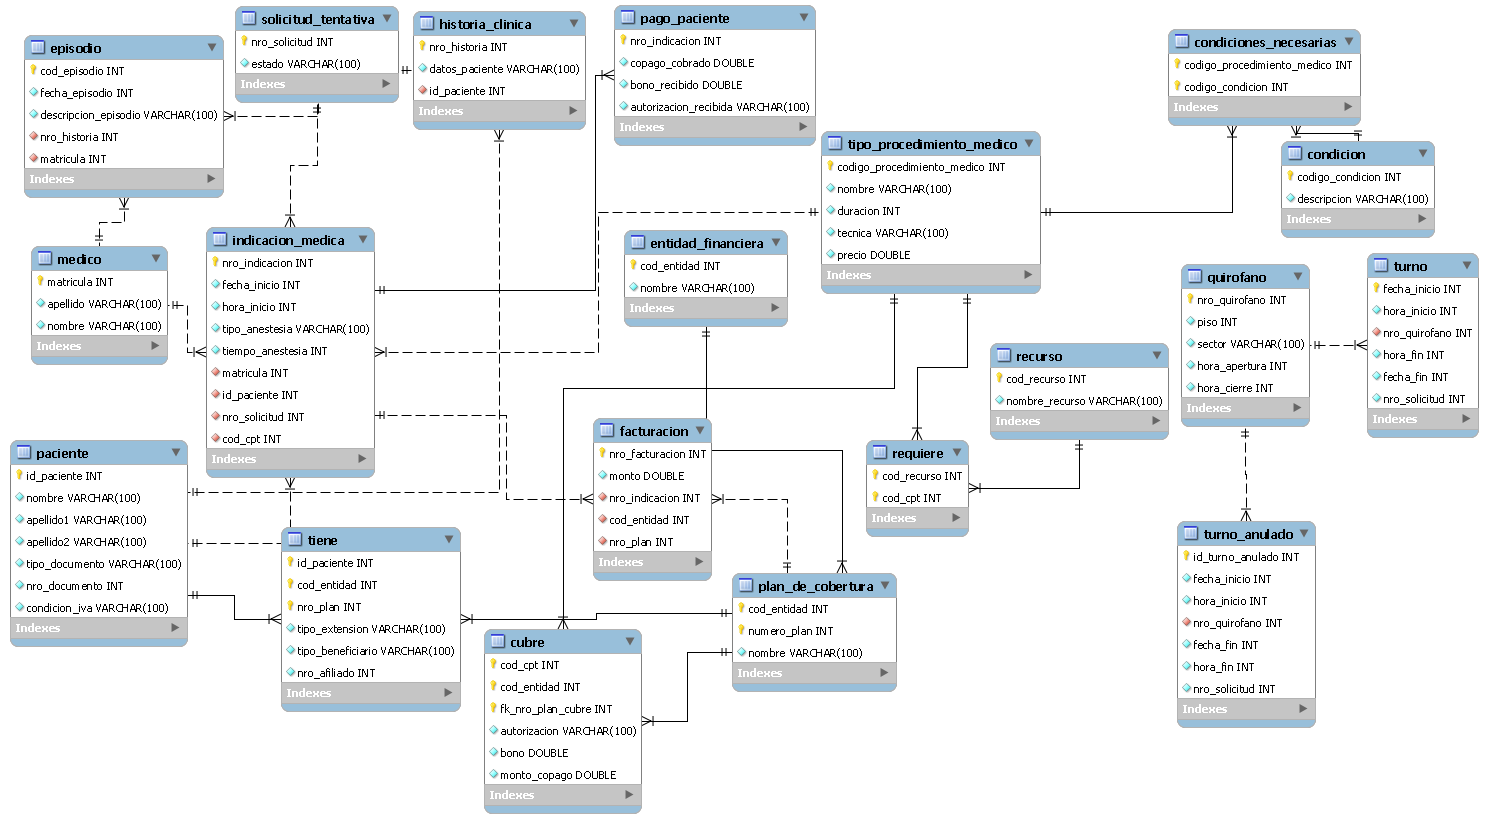 solicitud_tentativa
nro_solicitud INT
estado VARCHAR(100)
Indexes
historia_clinica
nro_historia INT
datos_paciente VARCHAR(100)
id_paciente INT
Indexes
pago_paciente
nro_indicacion INT
copago_cobrado DOUBLE
bono_recibido DOUBLE
autorizacion_recibida VARCHAR(100)
Indexes
condiciones_necesarias
codigo_procedimiento_medico INT
codigo_condicion INT
Indexes
episodio
cod_episodio INT
fecha_episodio INT
descripcion_episodio VARCHAR(100)
nro_historia INT
matricula INT
Indexes
tipo_procedimiento_medico
codigo_procedimiento_medico INT
nombre VARCHAR(100)
duracion INT
tecnica VARCHAR(100)
precio DOUBLE
Indexes
condicion
codigo_condicion INT
descripcion VARCHAR(100)
Indexes
medico
matricula INT
apellido VARCHAR(100)
nombre VARCHAR(100)
Indexes
indicacion_medica
nro_indicacion INT
fecha_inicio INT
hora_inicio INT
tipo_anestesia VARCHAR(100)
tiempo_anestesia INT
matricula INT
id_paciente INT
nro_solicitud INT
cod_cpt INT
Indexes
entidad_financiera
cod_entidad INT
nombre VARCHAR(100)
Indexes
quirofano
nro_quirofano INT
piso INT
sector VARCHAR(100)
hora_apertura INT
hora_cierre INT
Indexes
turno
fecha_inicio INT
hora_inicio INT
nro_quirofano INT
hora_fin INT
fecha_fin INT
nro_solicitud INT
Indexes
recurso
cod_recurso INT
nombre_recurso VARCHAR(100)
Indexes
facturacion
nro_facturacion INT
monto DOUBLE
nro_indicacion INT
cod_entidad INT
nro_plan INT
Indexes
requiere
cod_recurso INT
cod_cpt INT
Indexes
paciente
id_paciente INT
nombre VARCHAR(100)
apellido1 VARCHAR(100)
apellido2 VARCHAR(100)
tipo_documento VARCHAR(100)
nro_documento INT
condicion_iva VARCHAR(100)
Indexes
tiene
id_paciente INT
cod_entidad INT
nro_plan INT
tipo_extension VARCHAR(100)
tipo_beneficiario VARCHAR(100)
nro_afiliado INT
Indexes
turno_anulado
id_turno_anulado INT
fecha_inicio INT
hora_inicio INT
nro_quirofano INT
fecha_fin INT
hora_fin INT
nro_solicitud INT
Indexes
plan_de_cobertura
cod_entidad INT
numero_plan INT
nombre VARCHAR(100)
Indexes
cubre
cod_cpt INT
cod_entidad INT
fk_nro_plan_cubre INT
autorizacion VARCHAR(100)
bono DOUBLE
monto_copago DOUBLE
Indexes